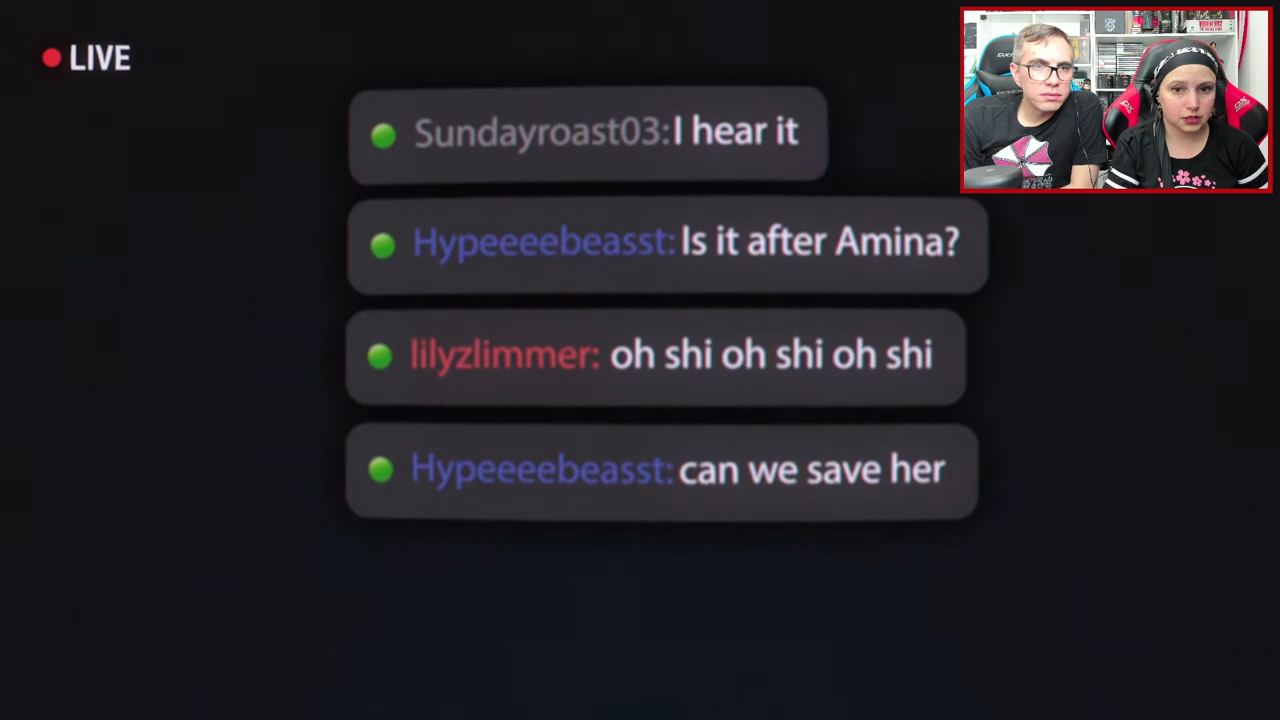 LIVE
Sundayroast03: I hear it
Hypeeeebeasst: Is it after Amina?
lilyzlimmer: oh shi oh shi oh shi
Hypeeeebeasst: can we save her